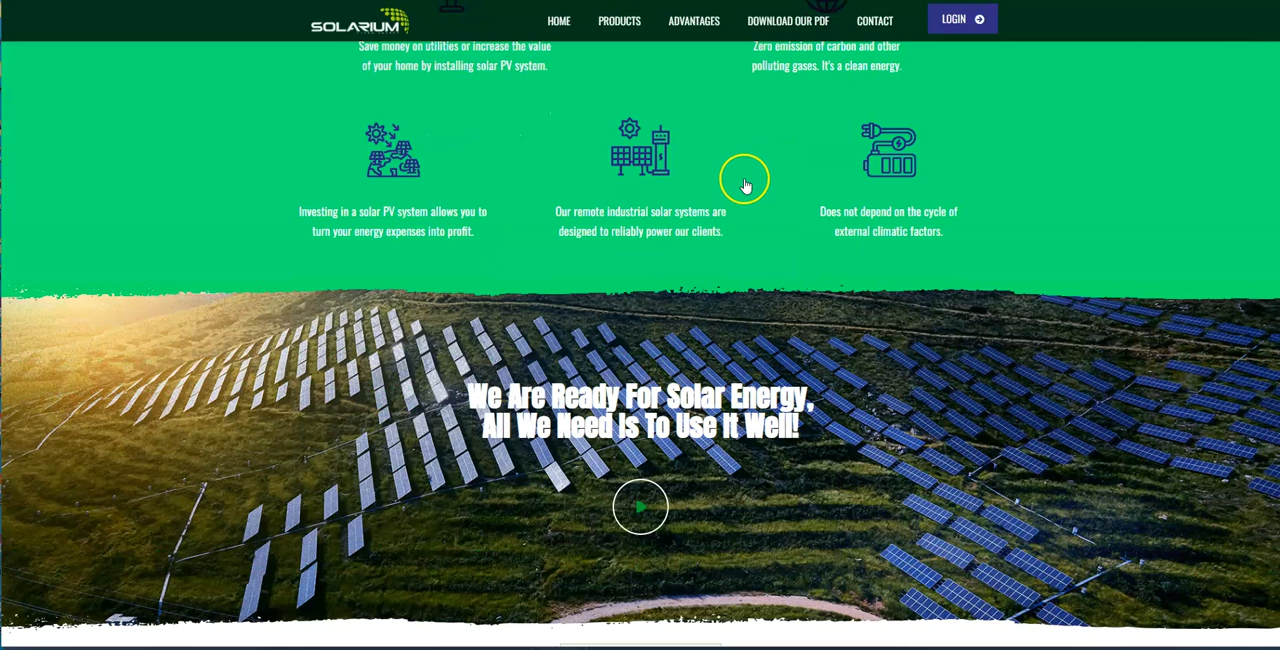 SOLARIUM
HOME
PRODUCTS
ADVANTAGES
DOWNLOAD OUR PDF
CONTACT
LOGIN
Save money on utilities or increase the value
of your home by installing solar PV system.
Zero emission of carbon and other
polluting gases. It's a clean energy.
Investing in a solar PV system allows you to
turn your energy expenses into profit.
Our remote industrial solar systems are
designed to reliably power our clients.
Does not depend on the cycle of
external climatic factors.
We Are Ready For Solar Energy,
All We Need Is To Use It Well!